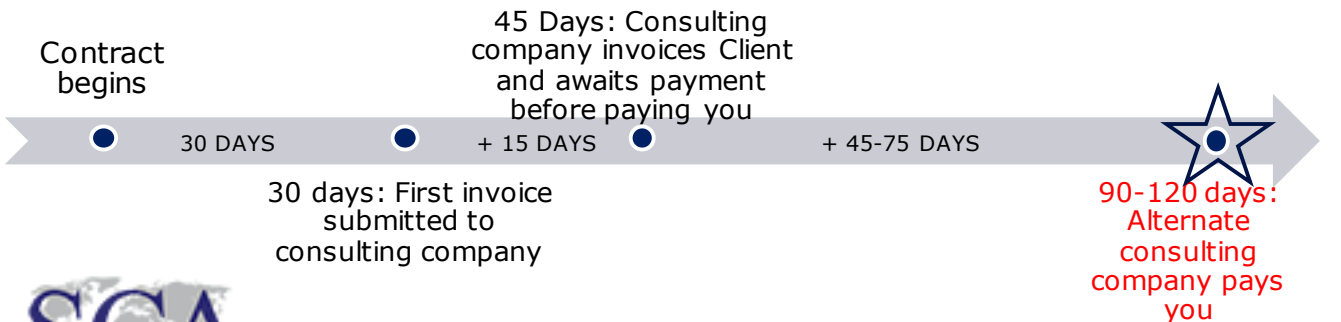 Contract
begins
45 Days: Consulting
company invoices Client
and awaits payment
before paying you
30 DAYS
+ 15 DAYS
+ 45-75 DAYS
30 days: First invoice
submitted to
consulting company
90-120 days:
Alternate
consulting
company pays
you
SCA